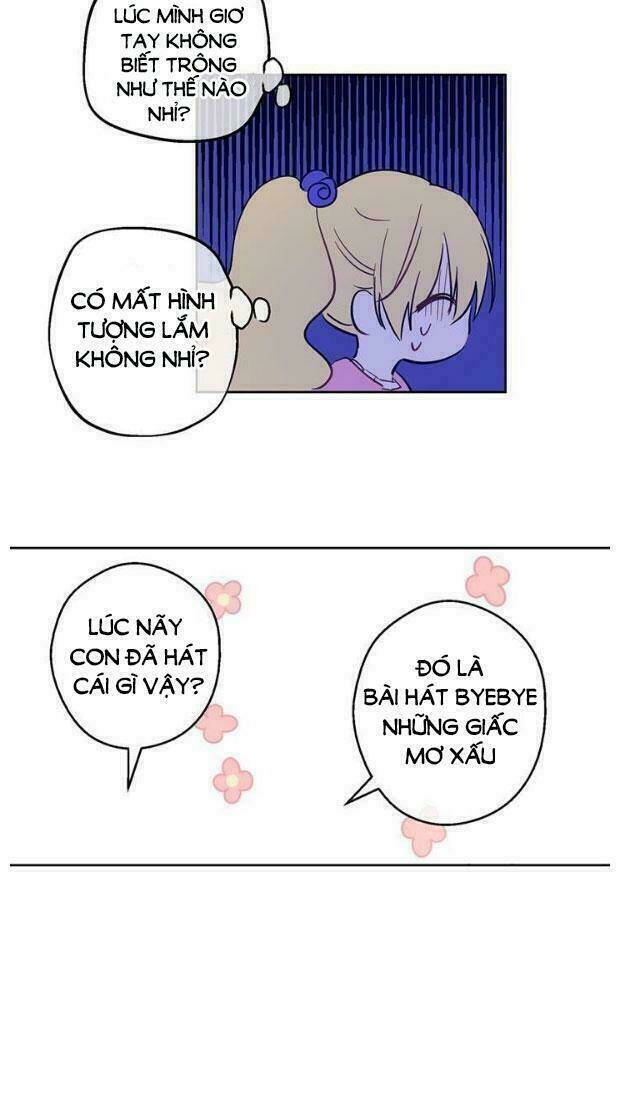 LÚC MÌNH GIƠ
TAY KHÔNG
BIẾT TRÔNG
NHƯ THẾ NÀO
NHỈ?
CÓ MẤT HÌNH
TƯỢNG LẮM
KHÔNG NHỈ?
LÚC NÃY
CON ĐÃ HÁT
CÁI GÌ VẬY?
ĐÓ LÀ
BÀI HÁT BYEBYE
NHỮNG GIẤC
MƠ XẤU